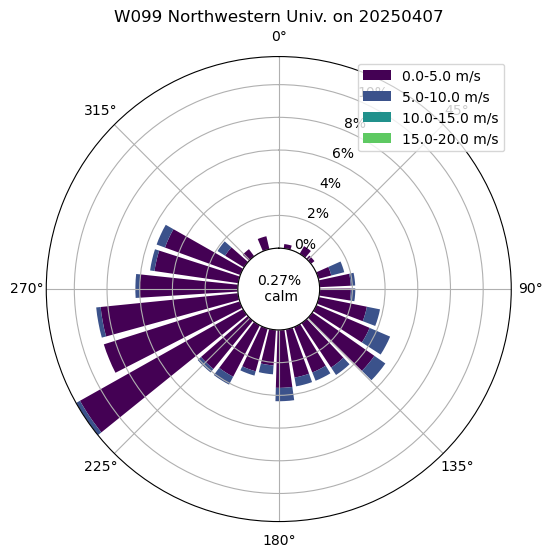 W099 Northwestern Univ. on 20250407
0°
0.0-5.0 m/s
5.0-10.0 m/s
10.0-15.0 m/s
15.0-20.0 m/s
315°
45°
10%
8%
6%
4%
2%
0%
270°
0.27%
calm
90°
225°
135°
180°